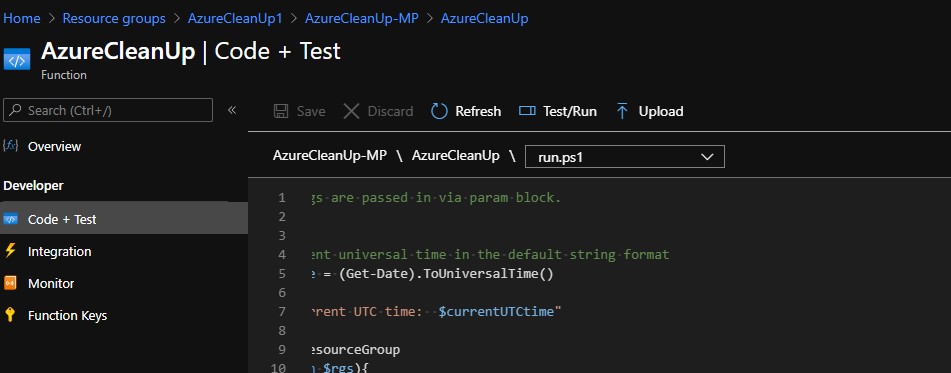 Home > Resource groups > AzureCleanUp1 > AzureCleanUp-MP > AzureCleanUp
AzureCleanUp | Code + Test
Function
Search (Ctrl+/) «
Save Discard Refresh Test/Run Upload
Overview
Developer
Code + Test
Integration
Monitor
Function Keys
AzureCleanUp-MP \ AzureCleanUp \ run.ps1
1 gs are passed in via param block.
2
3
4 ent universal time in the default string format
5 e = (Get-Date).ToUniversalTime()
6
7 rrent UTC time: $currentUTCtime"
8
9 esourceGroup
10 $rgs){